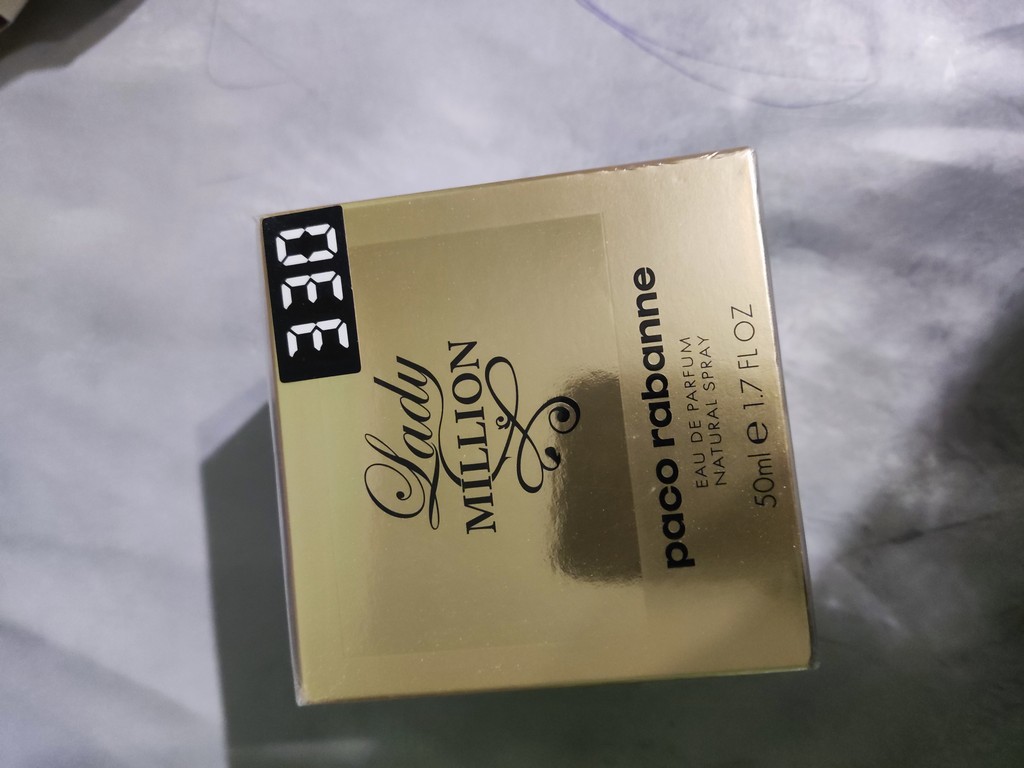 330
Lady
MILLION
paco rabanne
EAU DE PARFUM
NATURAL SPRAY
50ml e 1.7 FL OZ